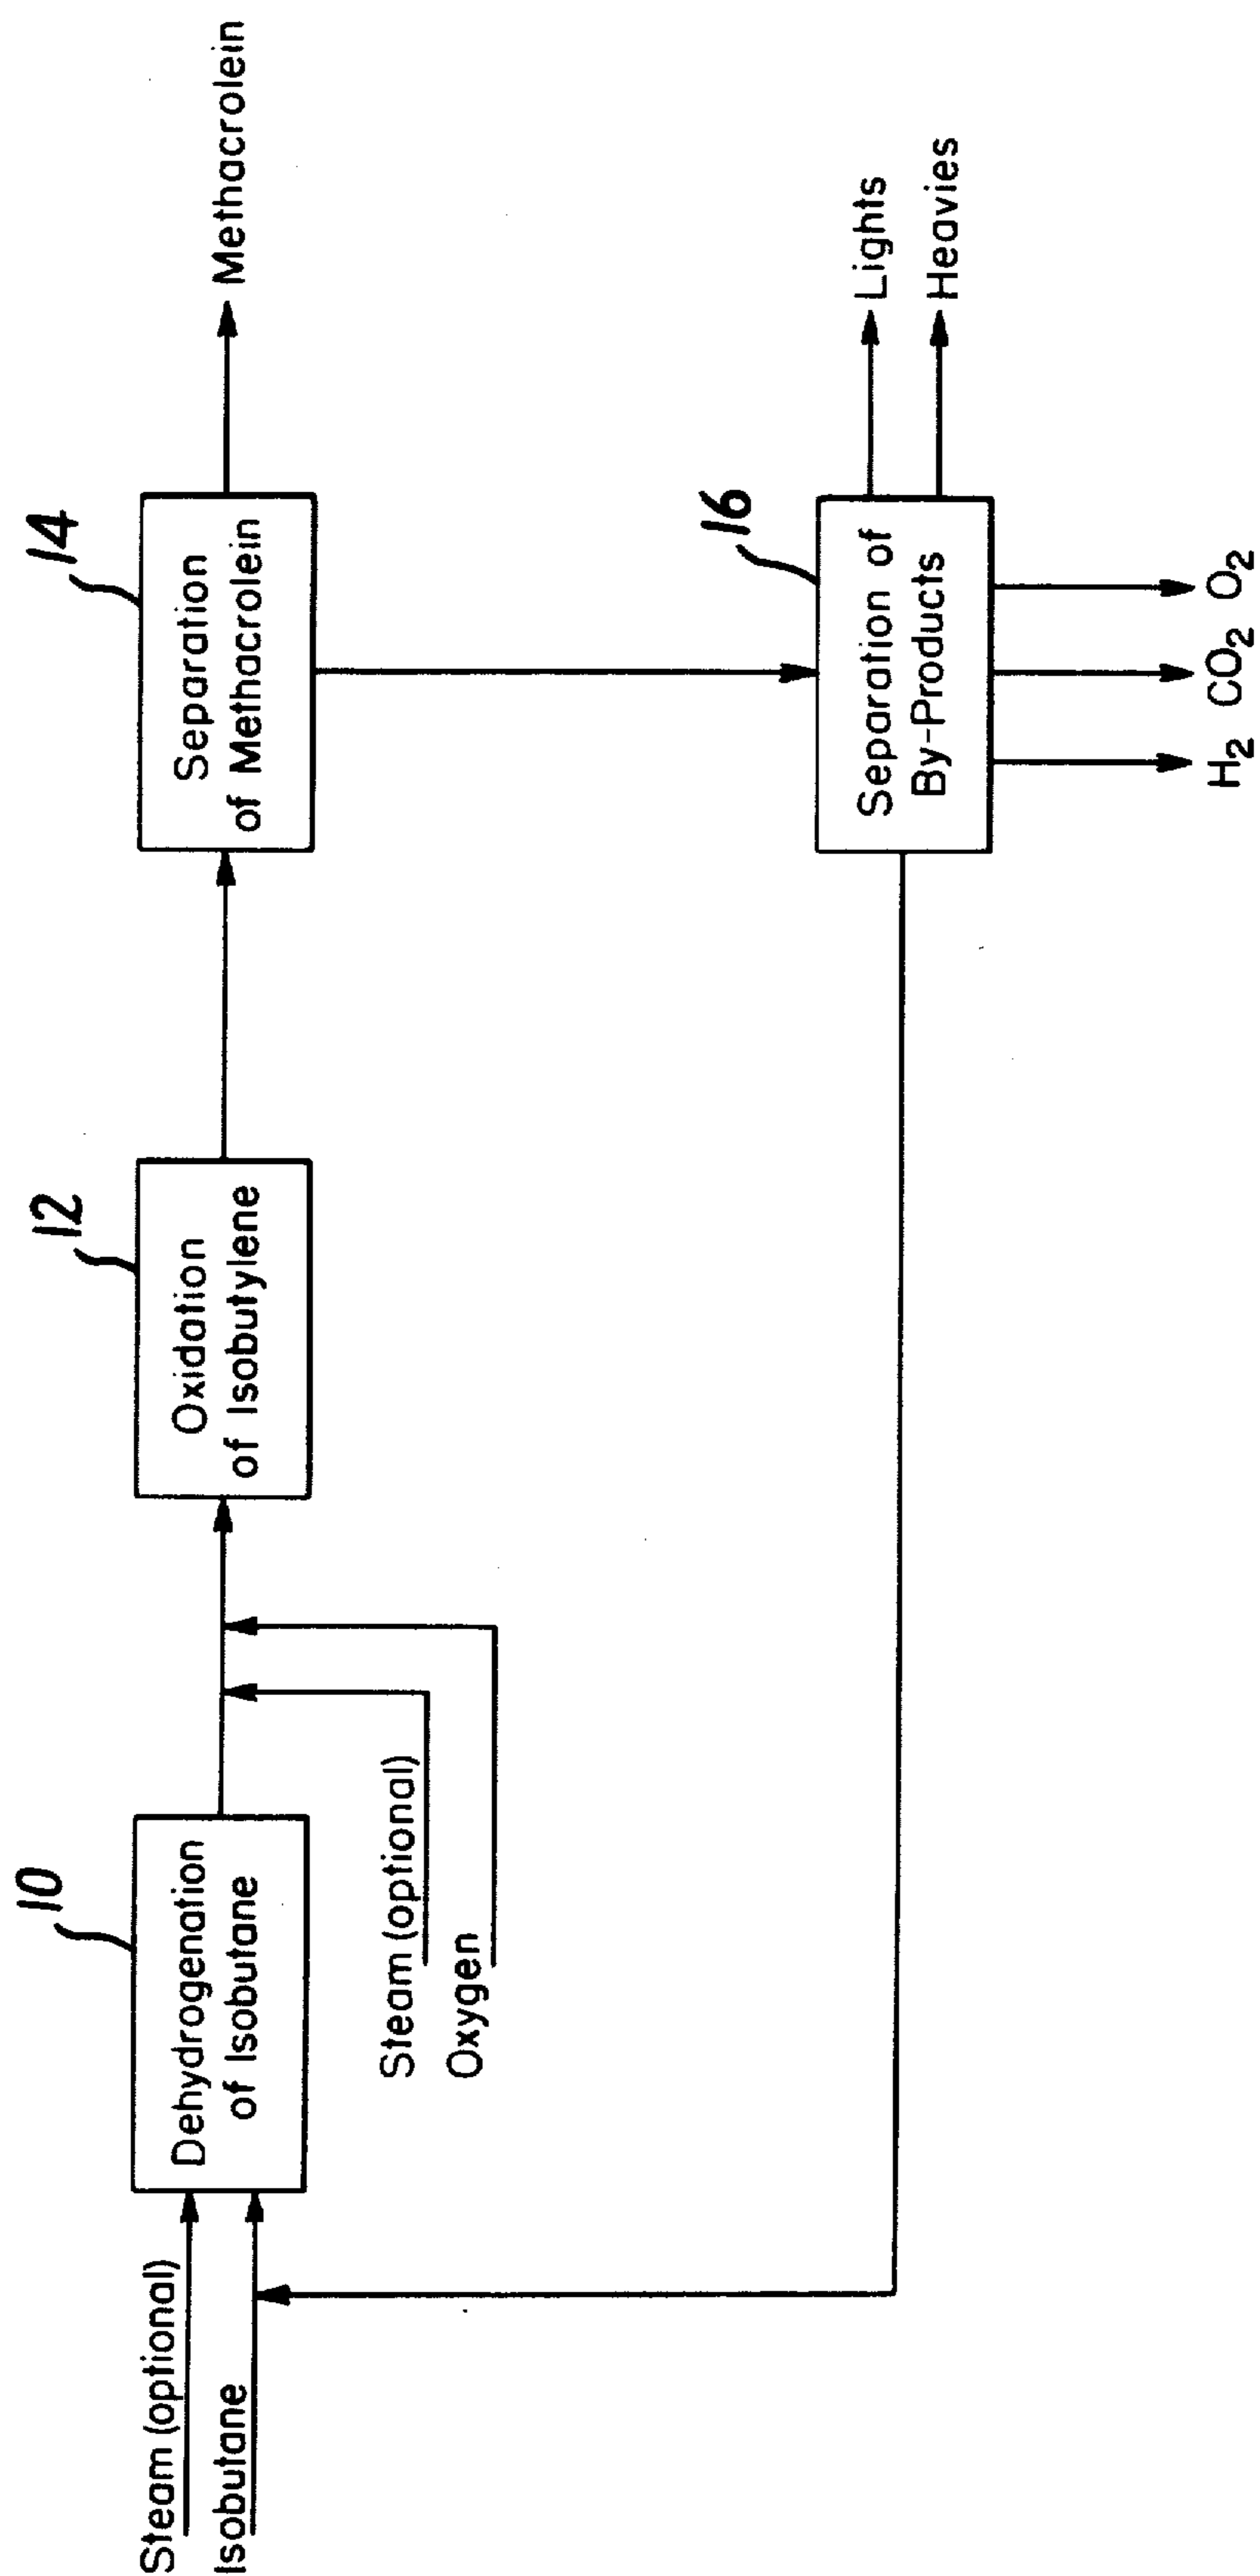 Steam (optional)
Isobutane
10
Dehydrogenation
of Isobutane
Steam (optional)
Oxygen
12
Oxidation
of Isobutylene
14
Separation
of Methacrolein
Methacrolein
16
Separation of
By-Products
Lights
Heavies
H2 CO2 O2